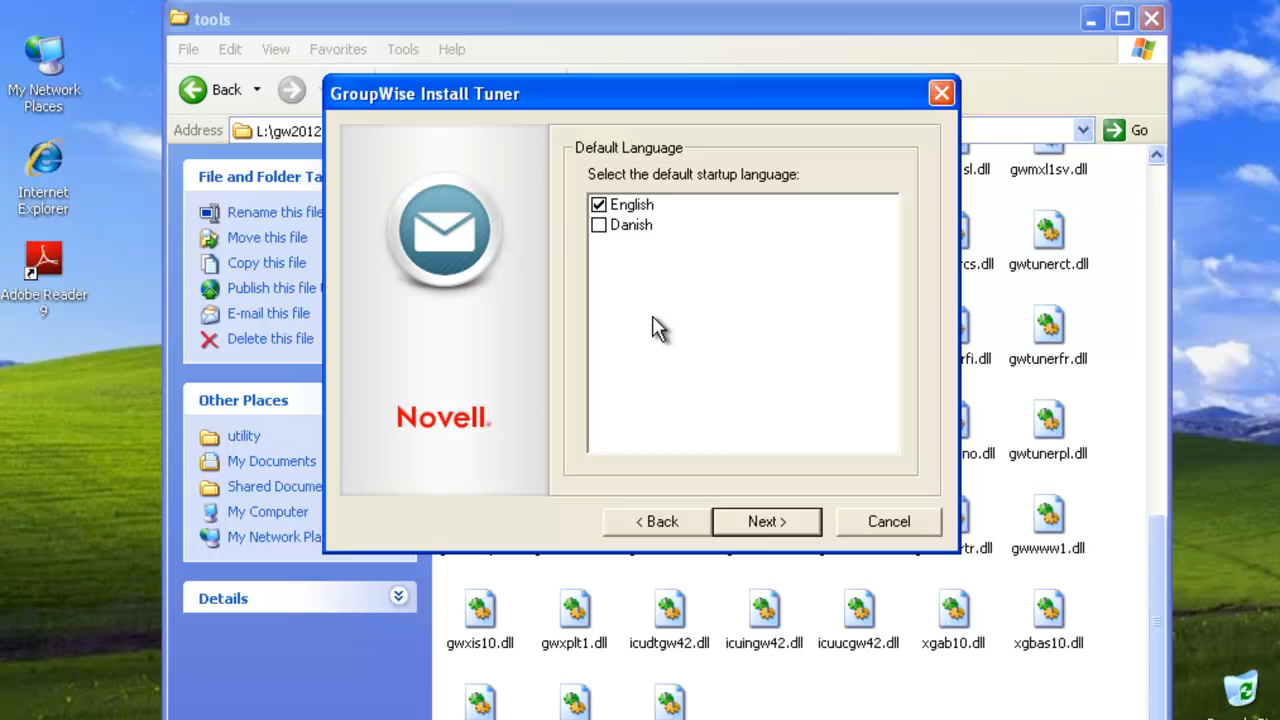 tools
File Edit View Favorites Tools Help
Back
Address L:\gw2012
Go
My Network
Places
Internet
Explorer
Adobe Reader
9
File and Folder Ta
Rename this file
Move this file
Copy this file
Publish this file
E-mail this file
Delete this file
Other Places
utility
My Documents
Shared Docume
My Computer
My Network Pla
Details
GroupWise Install Tuner
Novell.
Default Language
Select the default startup language:
English
Danish
< Back Next > Cancel
sl.dll gwmxl1sv.dll
rcs.dll gwtunerct.dll
rfi.dll gwtunerfr.dll
no.dll gwtunerpl.dll
rtr.dll gwwww1.dll
gwxis10.dll gwxplt1.dll icudtgw42.dll icuingw42.dll icuucgw42.dll xgab10.dll xgbas10.dll